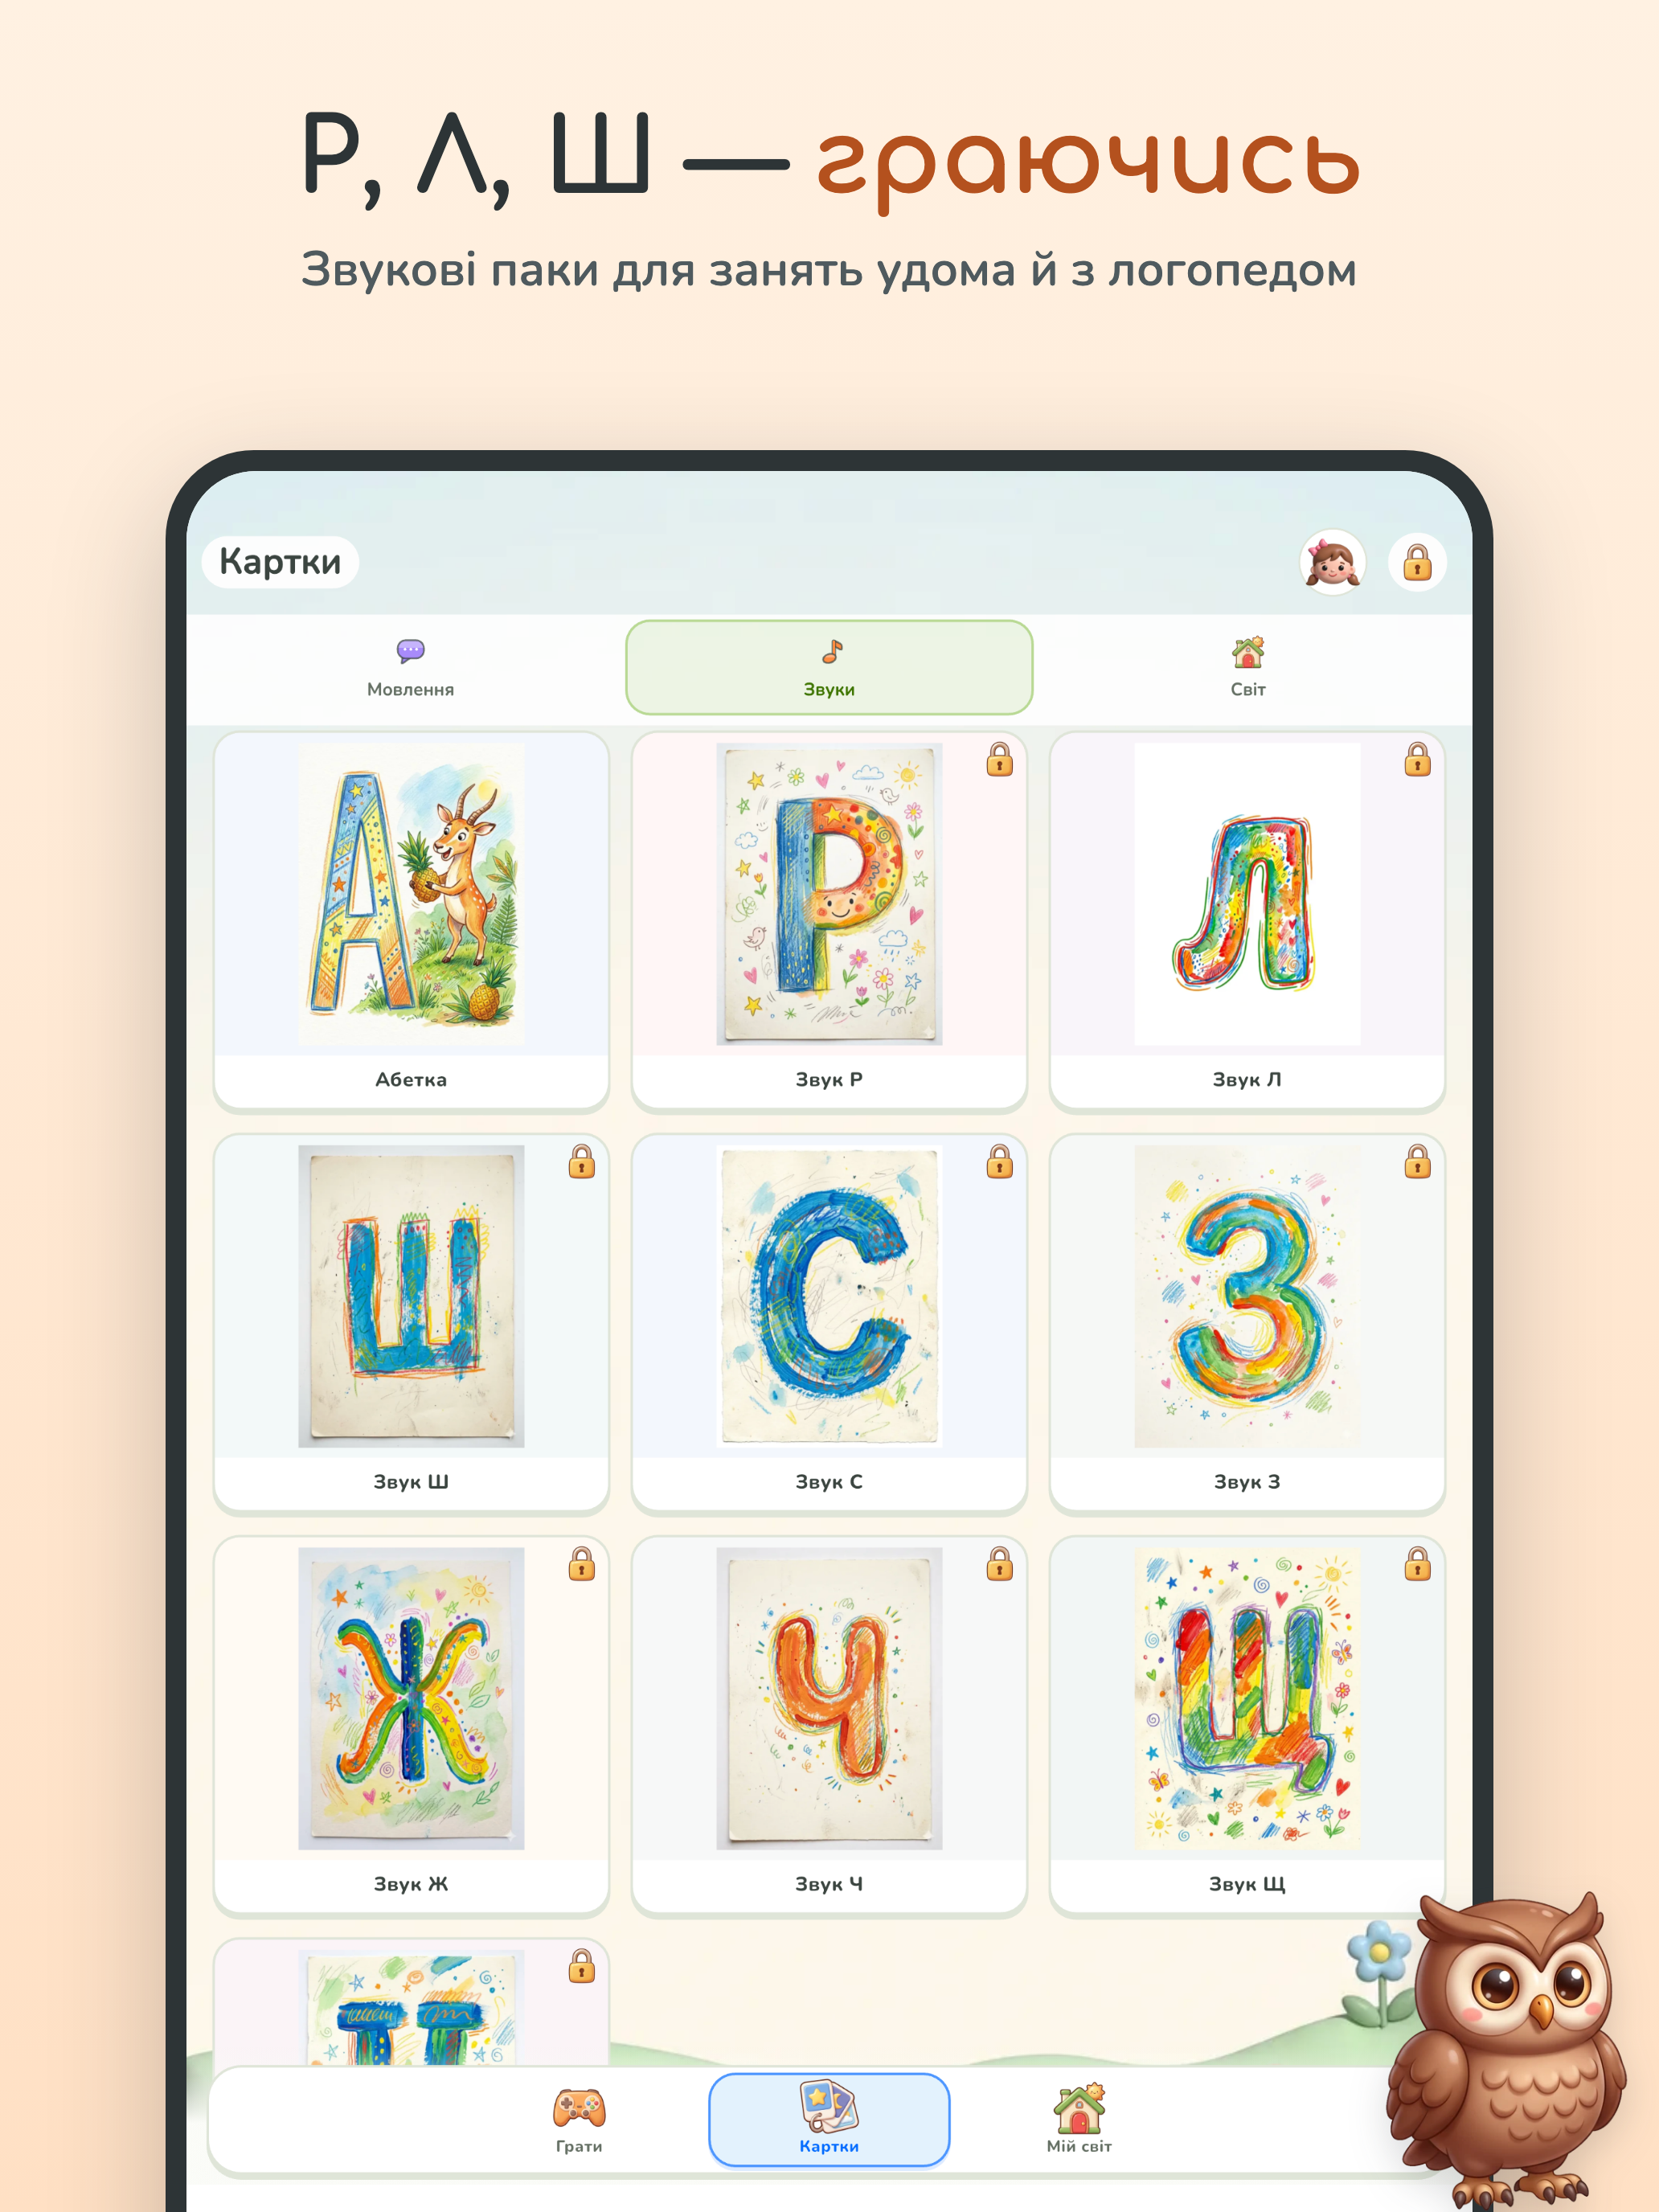 Р, Л, Ш — граючись
Звукові паки для занять удома й з логопедом
Картки
Мовлення
Звуки
Світ
А
Р
Л
Абетка
Звук Р
Звук Л
Ш
С
З
Звук Ш
Звук С
Звук З
Ж
Ч
Щ
Звук Ж
Звук Ч
Звук Щ
Грати
Картки
Мій світ